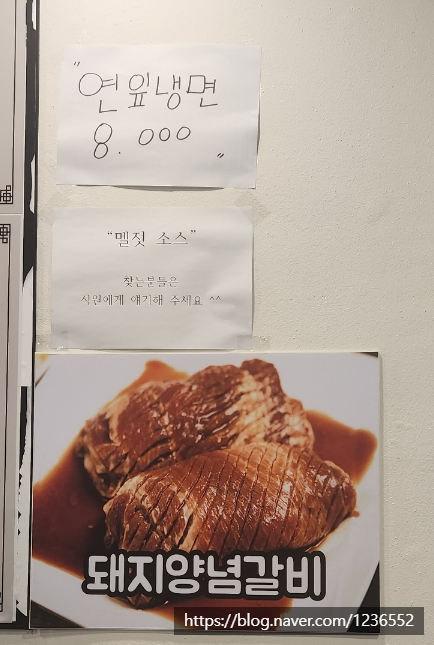 "연잎냉면
8.000"
"멜젓 소스"
찾는분들은
직원에게 얘기해 주세요 ^^
돼지양념갈비
https://blog.naver.com/1236552